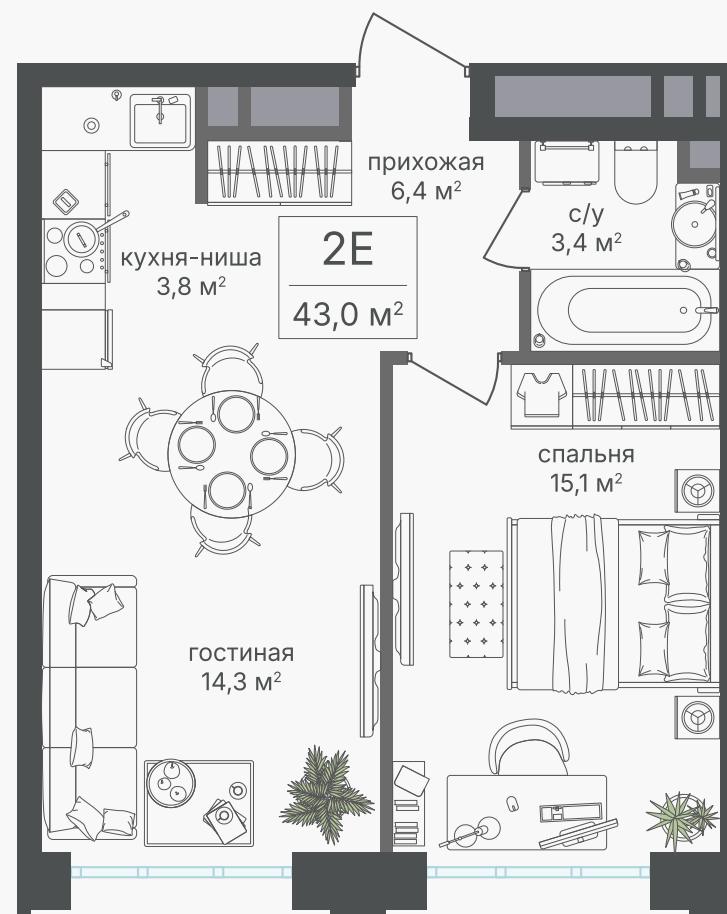 прихожая
6,4 м²
с/у
3,4 м²
2E
43,0 м²
кухня-ниша
3,8 м²
спальня
15,1 м²
гостиная
14,3 м²